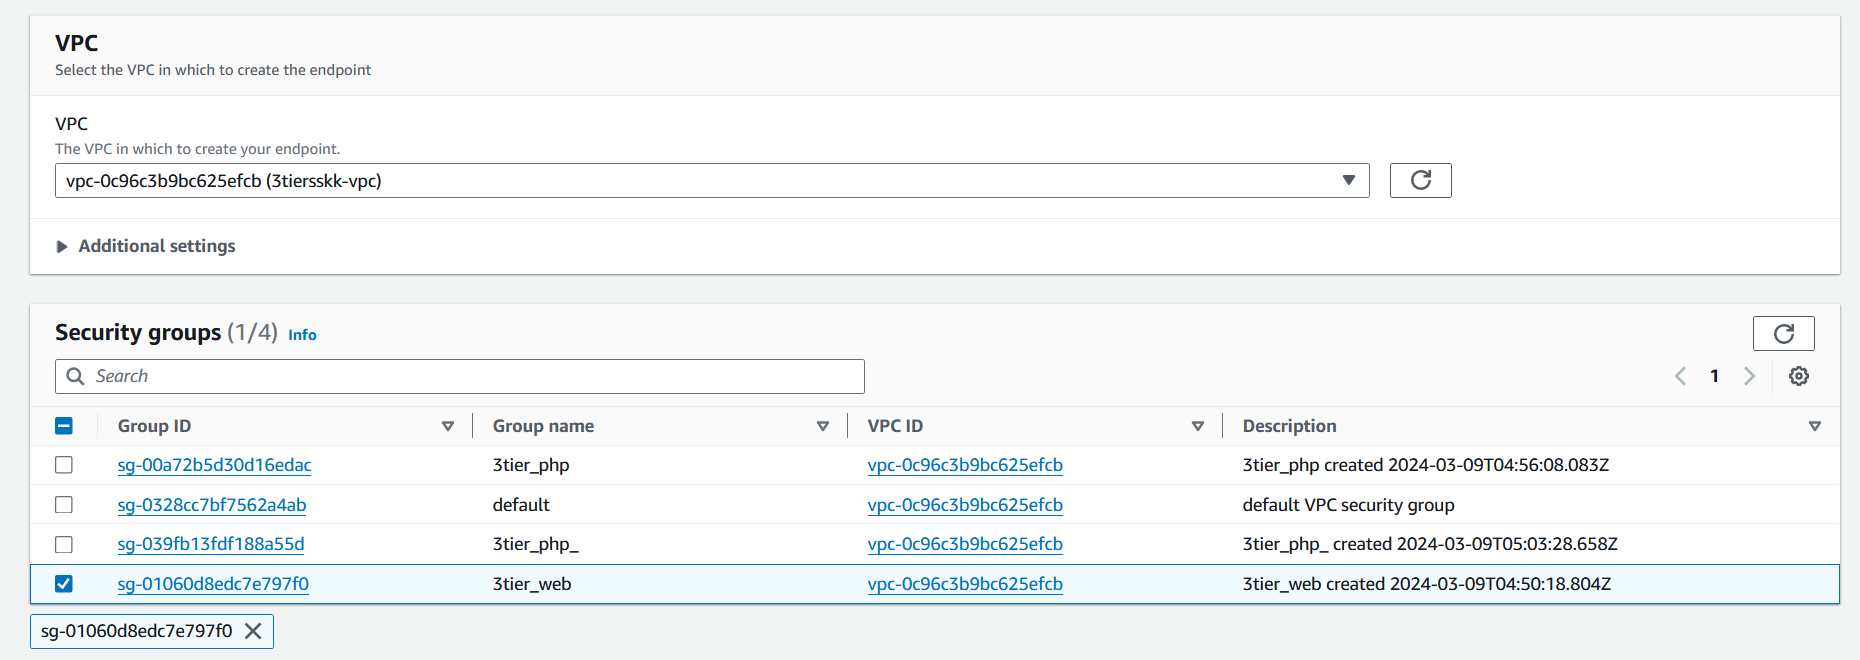 VPC
Select the VPC in which to create the endpoint
VPC
The VPC in which to create your endpoint.
vpc-0c96c3b9bc625efcb (3tiersskk-vpc)
Additional settings
Security groups (1/4) Info
Search
1
Group ID Group name VPC ID Description
sg-00a72b5d30d16edac 3tier_php vpc-0c96c3b9bc625efcb 3tier_php created 2024-03-09T04:56:08.083Z
sg-0328cc7bf7562a4ab default vpc-0c96c3b9bc625efcb default VPC security group
sg-039fb13fdf188a55d 3tier_php_ vpc-0c96c3b9bc625efcb 3tier_php_ created 2024-03-09T05:03:28.658Z
sg-01060d8edc7e797f0 3tier_web vpc-0c96c3b9bc625efcb 3tier_web created 2024-03-09T04:50:18.804Z
sg-01060d8edc7e797f0